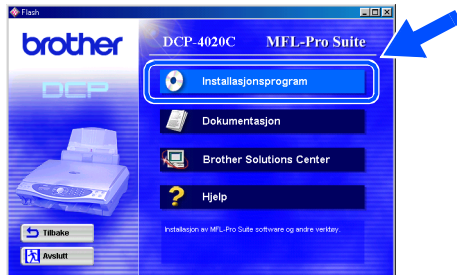 Flash
brother
DCP-4020C MFL-Pro Suite
DCP
Installasjonsprogram
Dokumentasjon
Brother Solutions Center
Hjelp
Installasjon av MFL-Pro Suite software og andre verktøy.
Tilbake
Avslutt